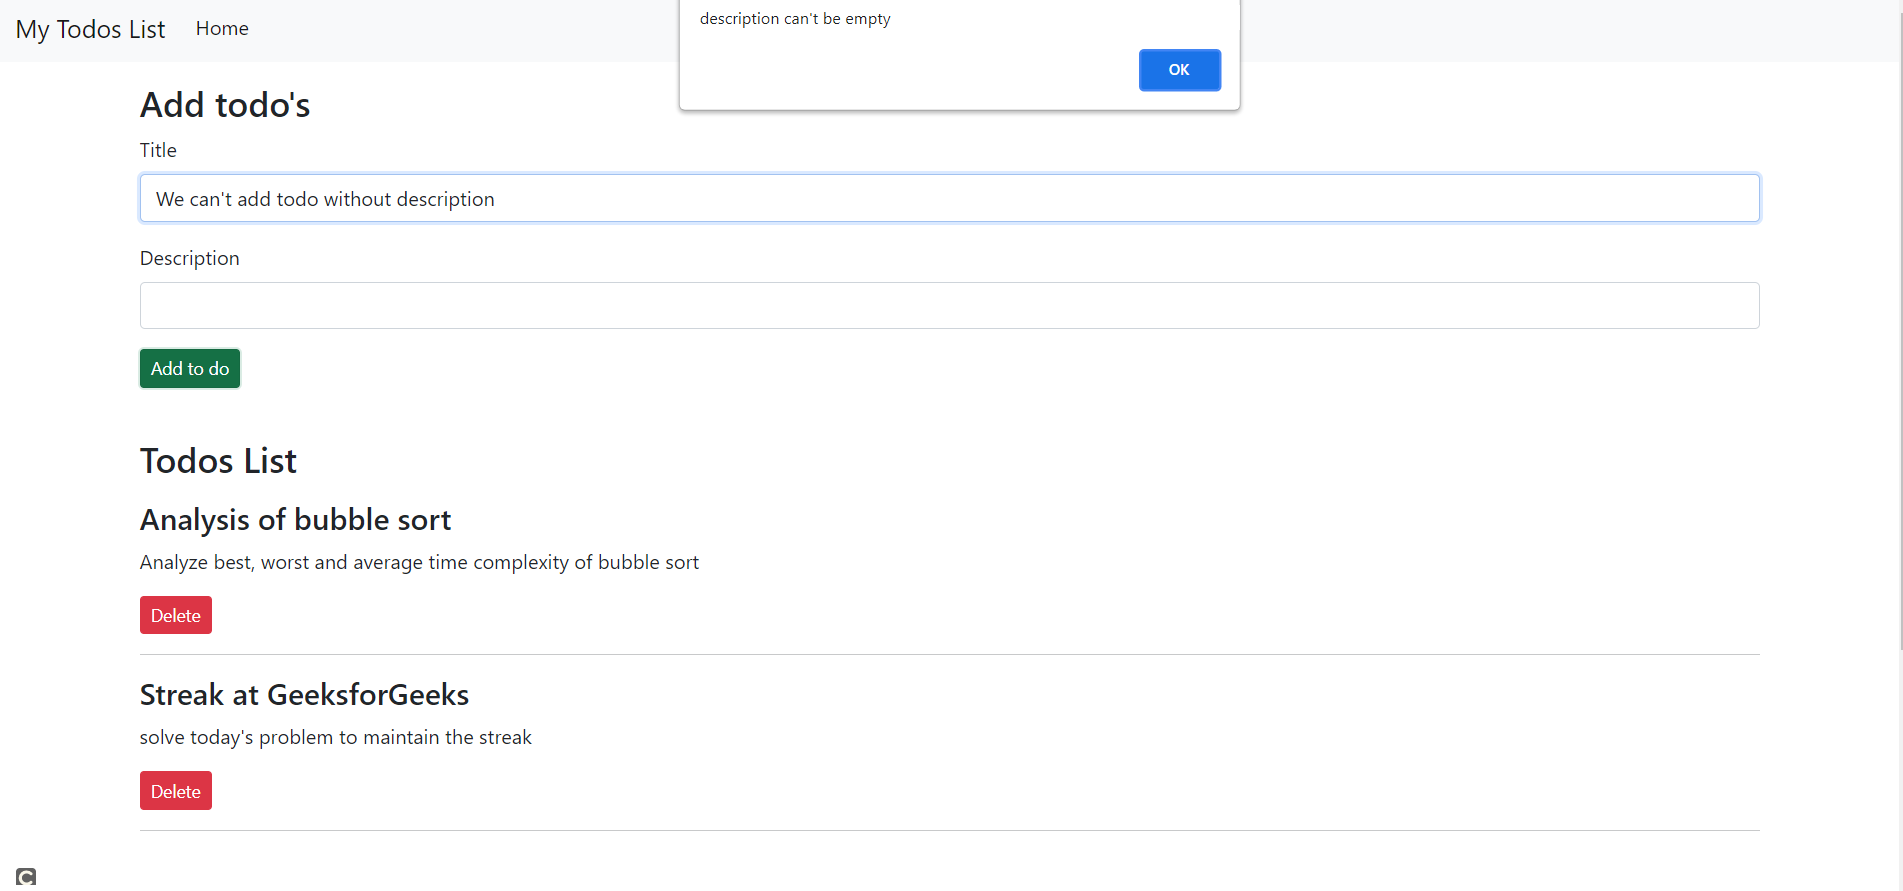 My Todos List Home
description can't be empty
OK
Add todo's
Title
We can't add todo without description
Description
Add to do
Todos List
Analysis of bubble sort
Analyze best, worst and average time complexity of bubble sort
Delete
Streak at GeeksforGeeks
solve today's problem to maintain the streak
Delete
C